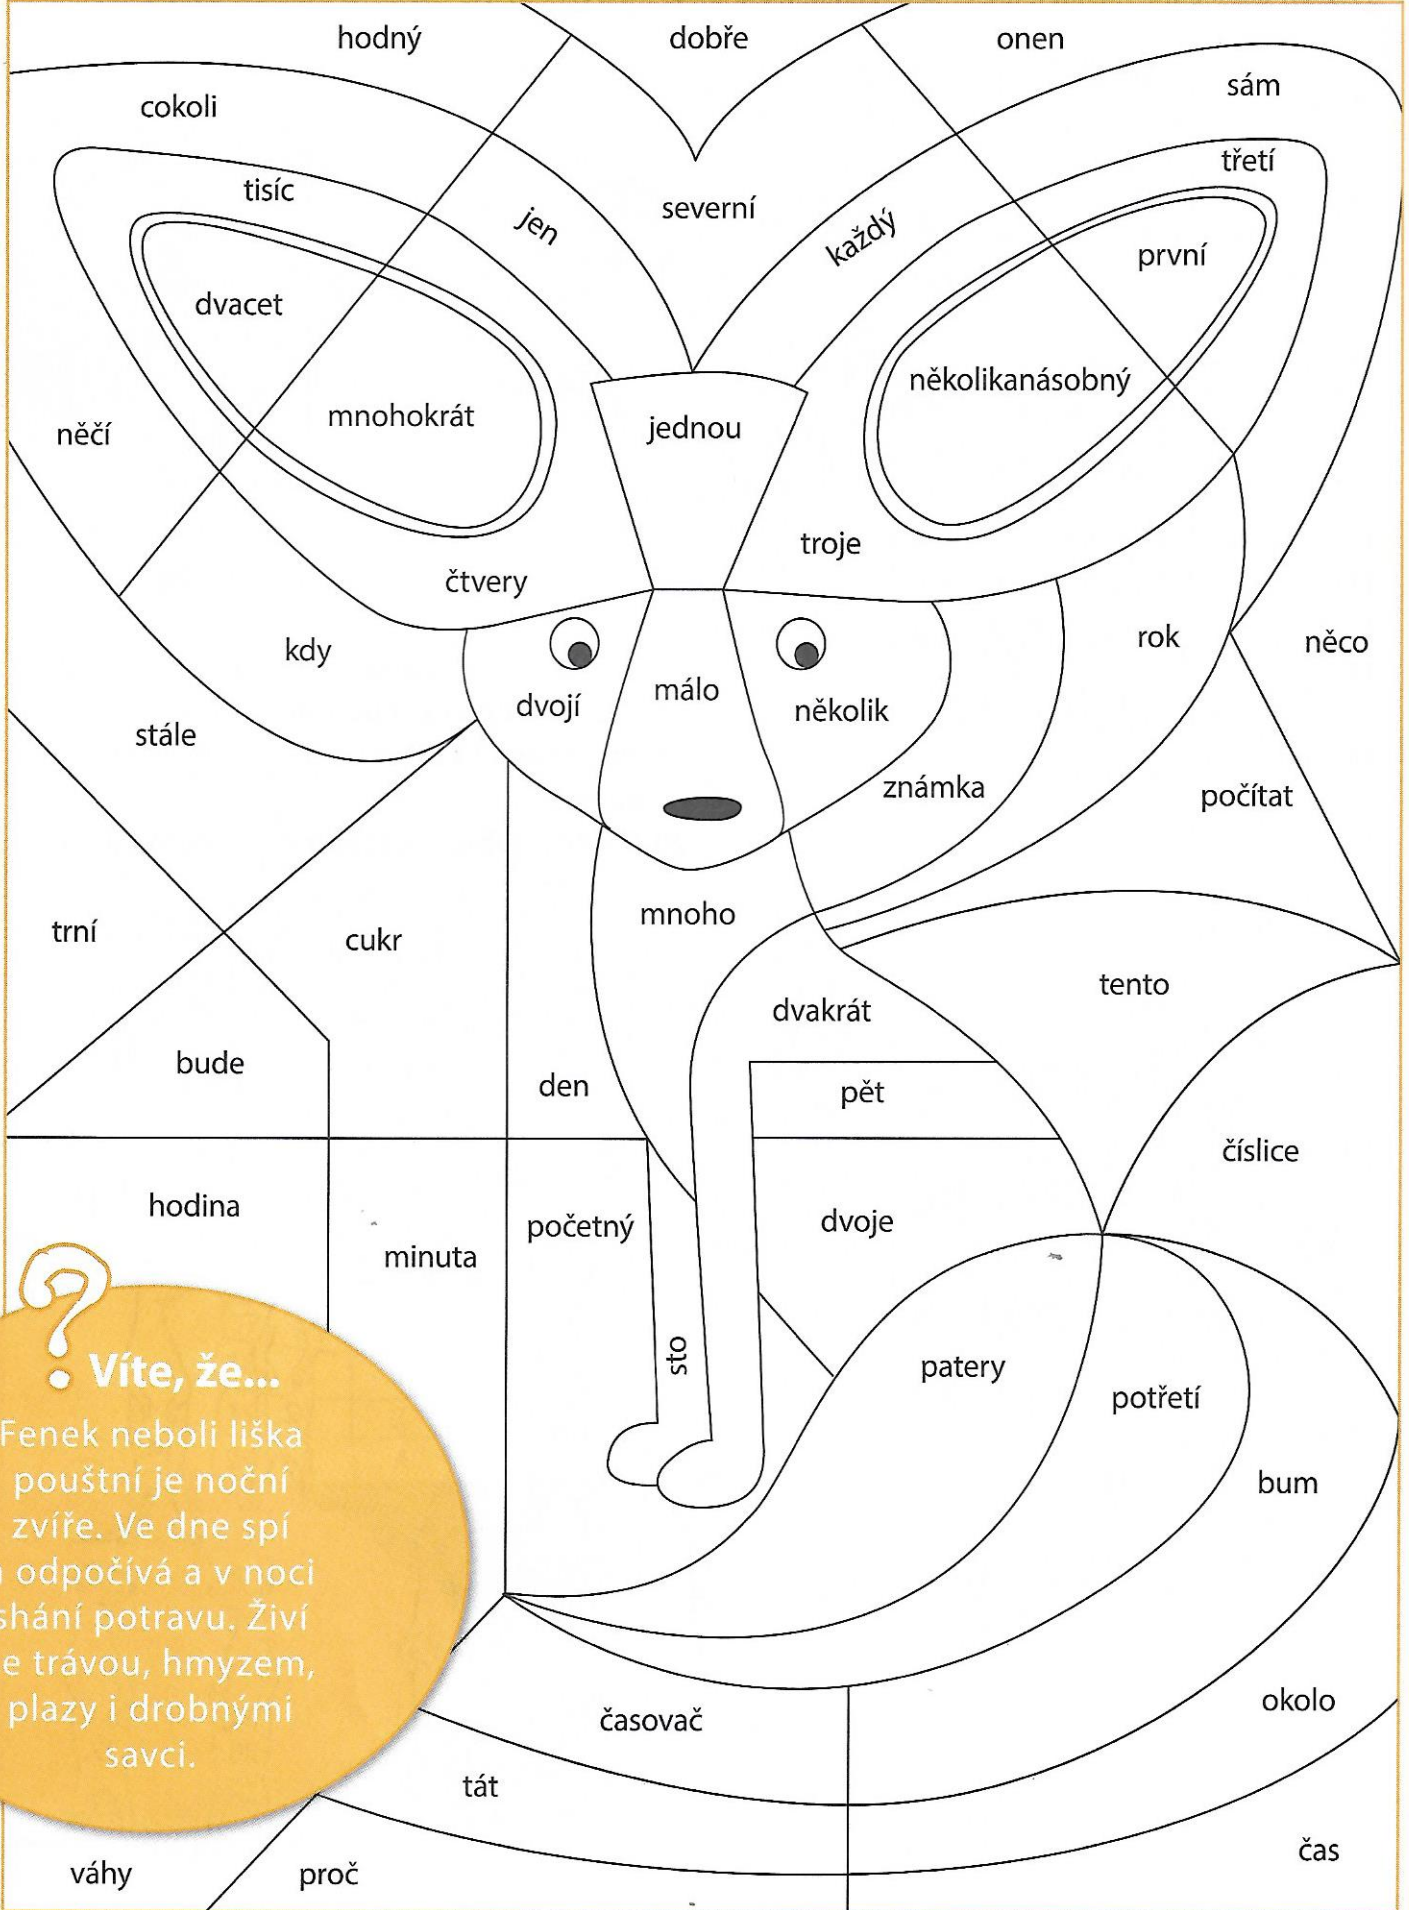 hodný
dobře
onen
cokoli
sám
třetí
tisíc
jen
severní
každý
první
dvacet
několikanásobný
mnohokrát
něčí
jednou
troje
čtvery
kdy
rok
něco
málo
dvojí
několik
stále
známka
počítat
mnoho
trní
cukr
tento
dvakrát
bude
den
pět
číslice
hodina
početný
dvoje
minuta
sto
patery
potřetí
bum
?
Víte, že...
Fenek neboli liška
pouštní je noční
zvíře. Ve dne spí
odpočívá a v noci
shání potravu. Živí
e trávou, hmyzem,
plazy i drobnými
savci.
okolo
časovač
tát
čas
váhy
proč